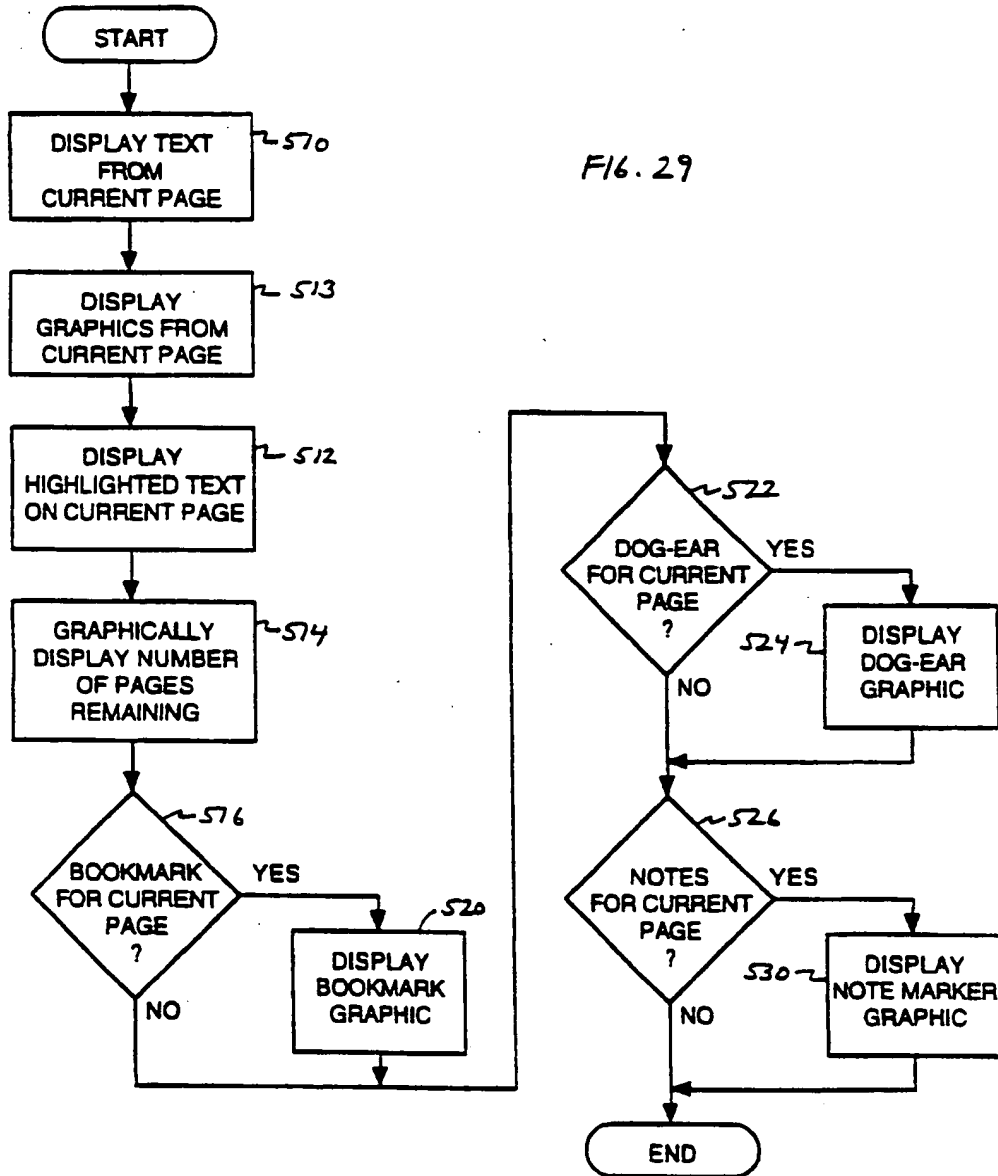 START
DISPLAY TEXT
FROM
CURRENT PAGE
510
FIG. 29
DISPLAY
GRAPHICS FROM
CURRENT PAGE
513
DISPLAY
HIGHLIGHTED TEXT
ON CURRENT PAGE
512
GRAPHICALLY
DISPLAY NUMBER
OF PAGES
REMAINING
514
BOOKMARK
FOR CURRENT
PAGE
?
516
YES
NO
DISPLAY
BOOKMARK
GRAPHIC
520
DOG-EAR
FOR CURRENT
PAGE
?
522
YES
NO
DISPLAY
DOG-EAR
GRAPHIC
524
NOTES
FOR CURRENT
PAGE
?
526
YES
NO
DISPLAY
NOTE MARKER
GRAPHIC
530
END